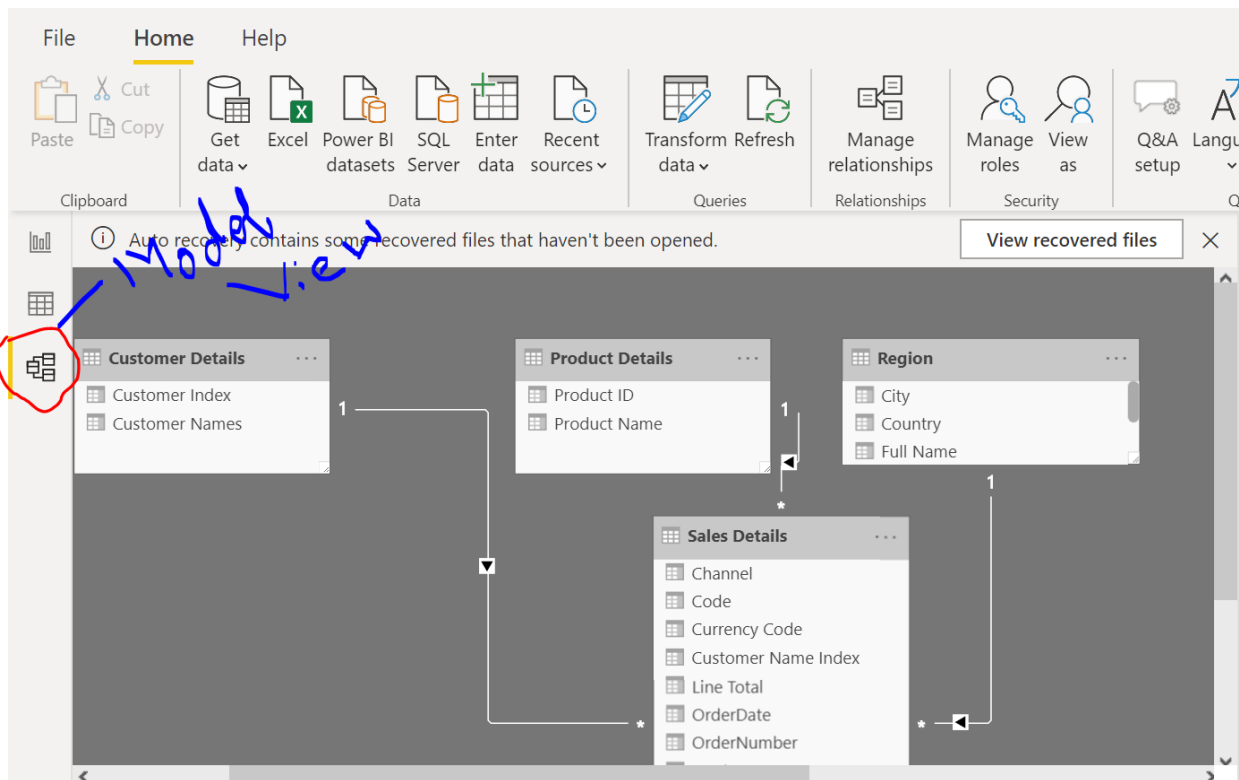 File Home Help
Cut
Copy
Paste
Get data
Excel
Power BI datasets
SQL Server
Enter data
Recent sources
Transform data
Refresh
Manage relationships
Manage roles
View as
Q&A setup
Clipboard
Data
Queries
Relationships
Security
Auto recovery contains some recovered files that haven't been opened.
View recovered files
Model
View
Customer Details
Customer Index
Customer Names
1
Product Details
Product ID
Product Name
1
*
Region
City
Country
Full Name
1
Sales Details
Channel
Code
Currency Code
Customer Name Index
Line Total
OrderDate
OrderNumber
*
*